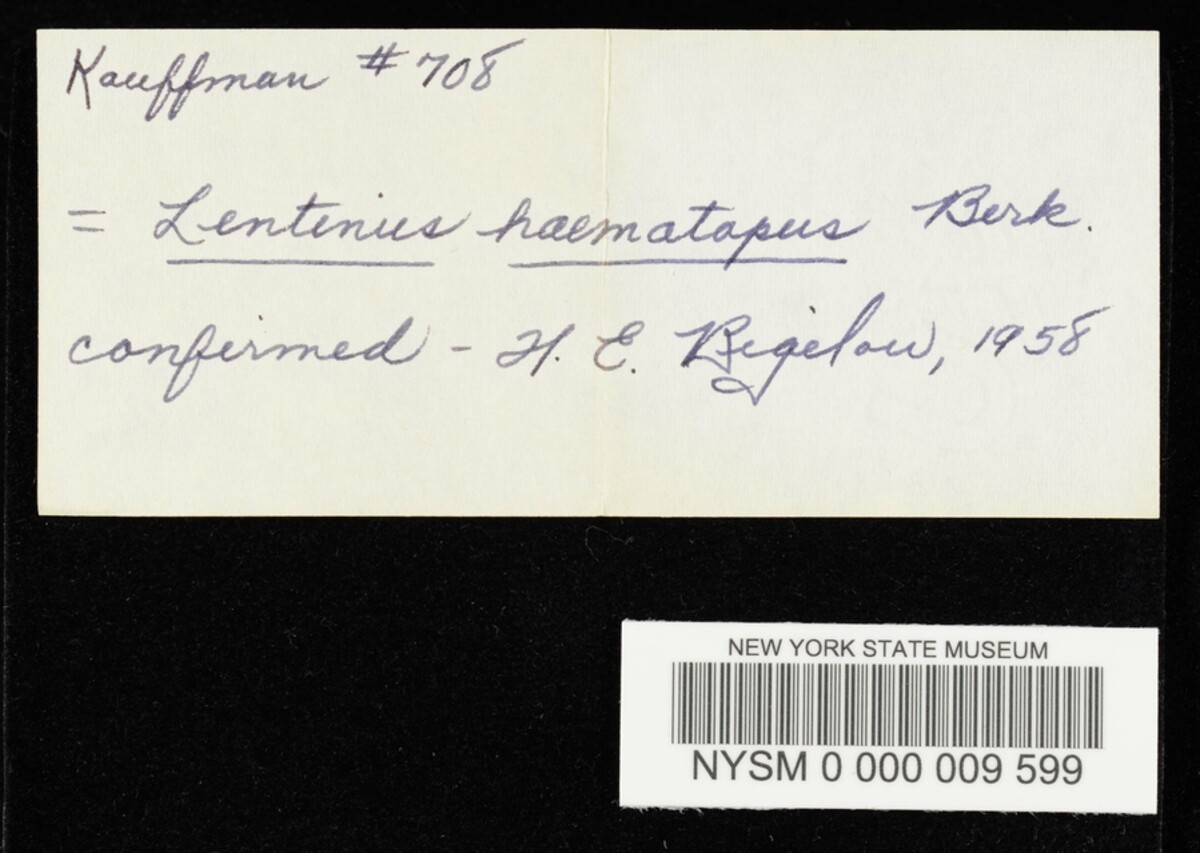 Kauffman # 708
= Lentinus haematopus Berk.
confirmed - H. E. Bigelow, 1958
NEW YORK STATE MUSEUM
NYSM 0 000 009 599